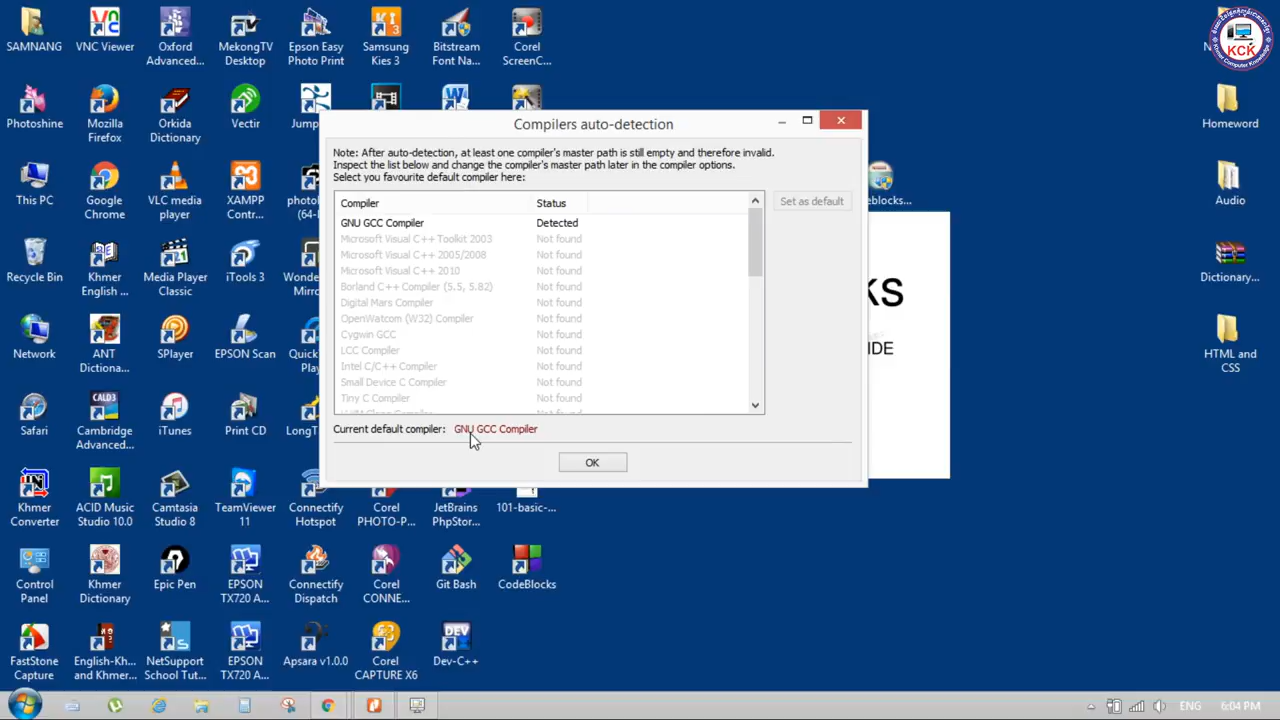 SAMNANG
VNC Viewer
Oxford
Advanced...
MekongTV
Desktop
Epson Easy
Photo Print
Samsung
Kies 3
Bitstream
Font Na...
Corel
ScreenC...
KCK
Photoshine
Mozilla
Firefox
Orkida
Dictionary
Vectir
Homeword
This PC
Google
Chrome
VLC media
player
XAMPP
Contr...
(64-
eblocks...
Audio
Recycle Bin
Khmer
English ...
Media Player
Classic
iTools 3
Dictionary...
Network
ANT
Dictiona...
SPlayer
EPSON Scan
HTML and
CSS
Safari
Cambridge
Advanced...
iTunes
Print CD
Khmer
Converter
ACID Music
Studio 10.0
Camtasia
Studio 8
TeamViewer
11
Connectify
Hotspot
Corel
PHOTO-P...
JetBrains
PhpStor...
101-basic-...
Control
Panel
Khmer
Dictionary
Epic Pen
EPSON
TX720 A...
Connectify
Dispatch
Corel
CONNE...
Git Bash
CodeBlocks
FastStone
Capture
English-Kh...
and Khmer...
NetSupport
School Tut...
EPSON
TX720 A...
Apsara v1.0.0
Corel
CAPTURE X6
Dev-C++
Compilers auto-detection
Note: After auto-detection, at least one compiler's master path is still empty and therefore invalid.
Inspect the list below and change the compiler's master path later in the compiler options.
Select you favourite default compiler here:
Compiler Status
Set as default
GNU GCC Compiler Detected
Microsoft Visual C++ Toolkit 2003 Not found
Microsoft Visual C++ 2005/2008 Not found
Microsoft Visual C++ 2010 Not found
Borland C++ Compiler (5.5, 5.82) Not found
Digital Mars Compiler Not found
OpenWatcom (W32) Compiler Not found
Cygwin GCC Not found
LCC Compiler Not found
Intel C/C++ Compiler Not found
Small Device C Compiler Not found
Tiny C Compiler Not found
Current default compiler: GNU GCC Compiler
OK
KS
IDE
ENG
6:04 PM